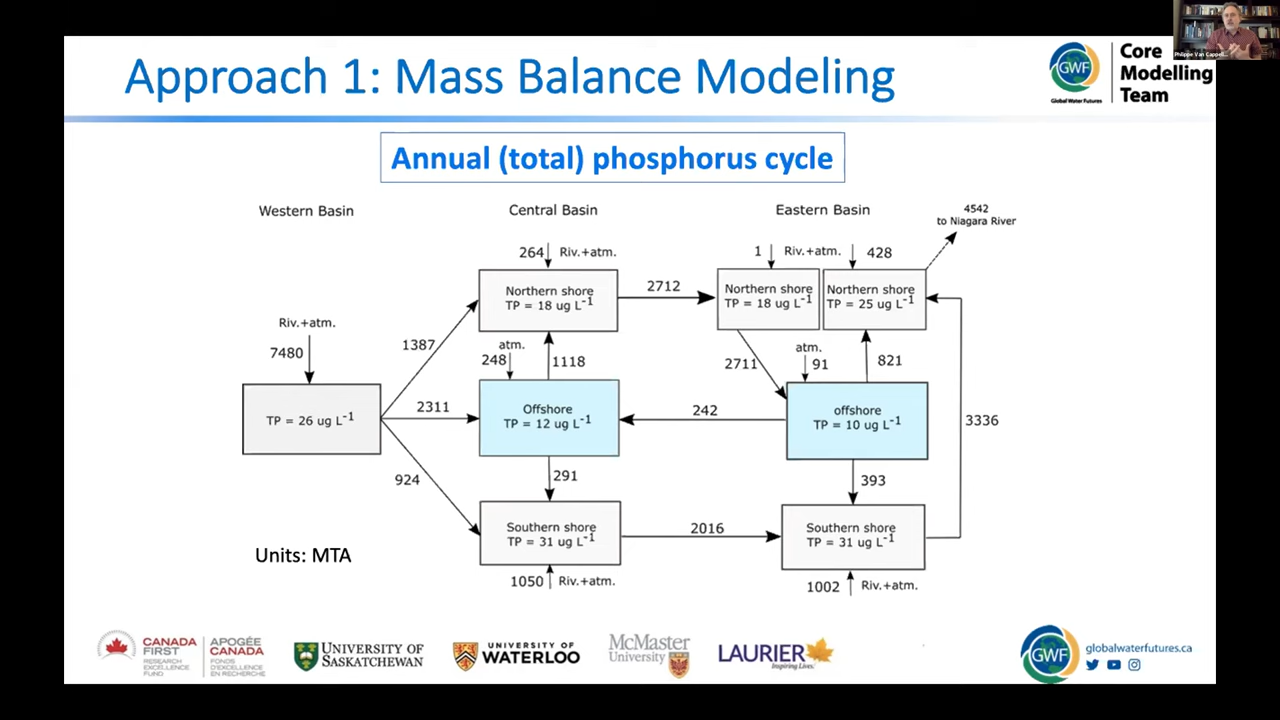 Approach 1: Mass Balance Modeling
GWF
Global Water Futures
Core
Modelling
Team
Annual (total) phosphorus cycle
Western Basin
Central Basin
Eastern Basin
4542
to Niagara River
264
Riv.+atm.
1
Riv.+atm.
428
Northern shore
TP = 18 ug L-1
2712
Northern shore
TP = 18 ug L-1
Northern shore
TP = 25 ug L-1
Riv.+atm.
7480
1387
atm.
248
1118
2711
atm.
91
821
TP = 26 ug L-1
2311
Offshore
TP = 12 ug L-1
242
offshore
TP = 10 ug L-1
3336
924
291
393
Southern shore
TP = 31 ug L-1
2016
Southern shore
TP = 31 ug L-1
Units: MTA
1050
Riv.+atm.
1002
Riv.+atm.
CANADA
FIRST
RESEARCH
EXCELLENCE
FUND
APOGÉE
CANADA
FONDS
D'EXCELLENCE
EN RECHERCHE
UNIVERSITY OF
SASKATCHEWAN
UNIVERSITY OF
WATERLOO
McMaster
University
LAURIER
Inspiring Lives.
GWF
globalwaterfutures.ca